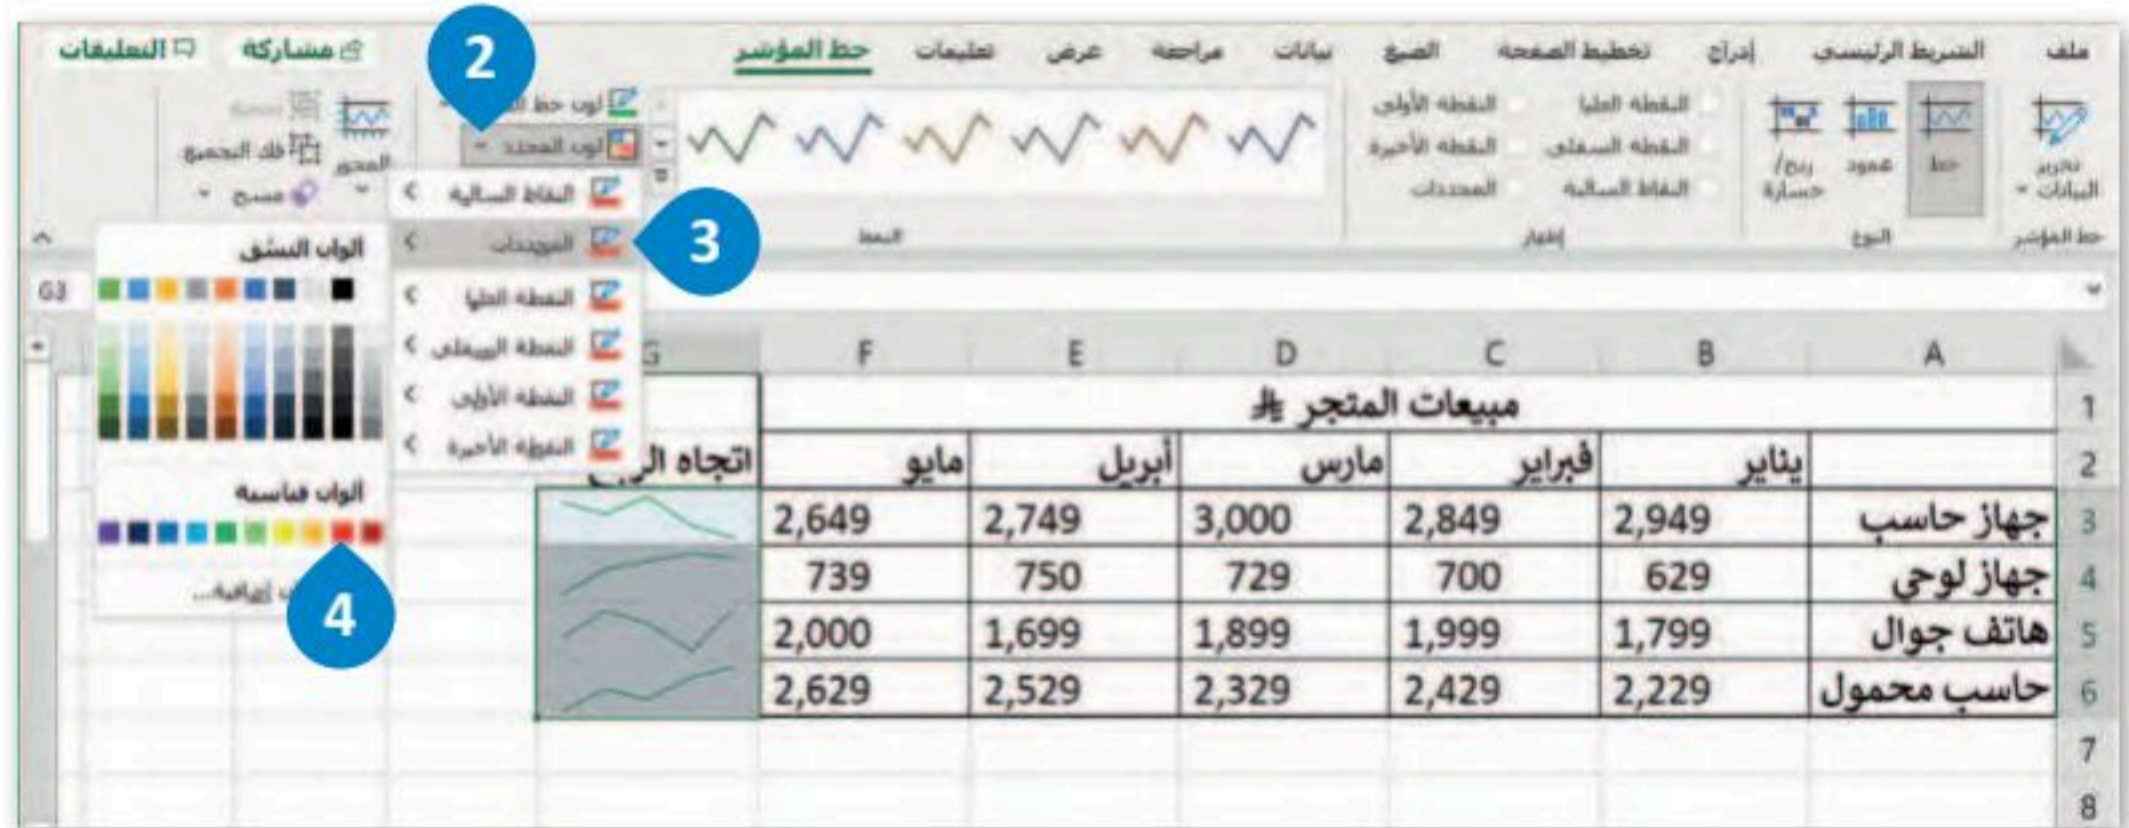 ملف الشريط الرئيسي إدراج تخطيط الصفحة الصيغ بيانات مراجعة عرض تعليمات خط المؤشر مشاركة التعليقات
2
تحرير البيانات
خط
عمود
ربح/خسارة
النقطة العليا النقطة الأولى
النقطة السفلى النقطة الأخيرة
النقاط السالبة المحددات
لون خط
لون المحدد
المحور
فك التجميع
مسح
خط المؤشر النوع إظهار النمط
النقاط السالبة
المحددات
3
النقطة العليا
النقطة السفلى
النقطة الأولى
النقطة الأخيرة
ألوان النسق
ألوان قياسية
إضافية...
4
G3
A B C D E F G
1 مبيعات المتجر
2 يناير فبراير مارس أبريل مايو اتجاه
3 جهاز حاسب 2,949 2,849 3,000 2,749 2,649
4 جهاز لوحي 629 700 729 750 739
5 هاتف جوال 1,799 1,999 1,899 1,699 2,000
6 حاسب محمول 2,229 2,429 2,329 2,529 2,629
7
8